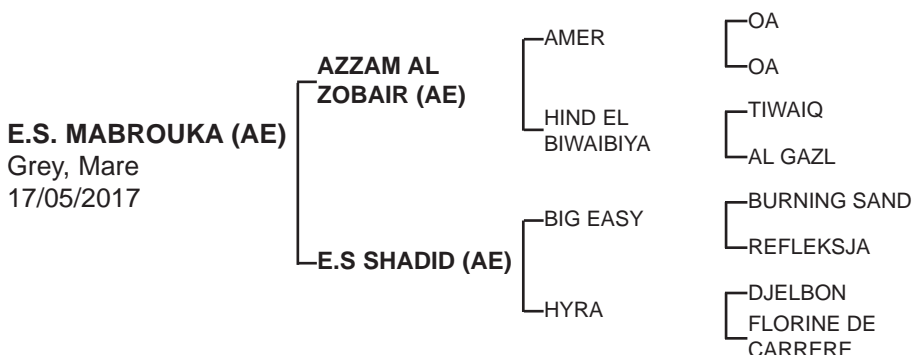 E.S. MABROUKA (AE)
Grey, Mare
17/05/2017
AZZAM AL
ZOBAIR (AE)
E.S SHADID (AE)
AMER
HIND EL
BIWAIBIYA
BIG EASY
HYRA
OA
OA
TIWAIQ
AL GAZL
BURNING SAND
REFLEKSJA
DJELBON
FLORINE DE
CARRERE